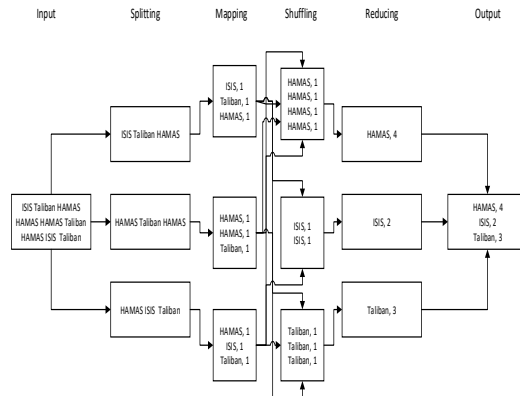 Input
Splitting
Mapping
Shuffling
Reducing
Output
ISIS Taliban HAMAS
HAMAS HAMAS Taliban
HAMAS ISIS Taliban
ISIS Taliban HAMAS
HAMAS Taliban HAMAS
HAMAS ISIS Taliban
ISIS, 1
Taliban, 1
HAMAS, 1
HAMAS, 1
HAMAS, 1
Taliban, 1
HAMAS, 1
ISIS, 1
Taliban, 1
HAMAS, 1
HAMAS, 1
HAMAS, 1
HAMAS, 1
ISIS, 1
ISIS, 1
Taliban, 1
Taliban, 1
Taliban, 1
HAMAS, 4
ISIS, 2
Taliban, 3
HAMAS, 4
ISIS, 2
Taliban, 3